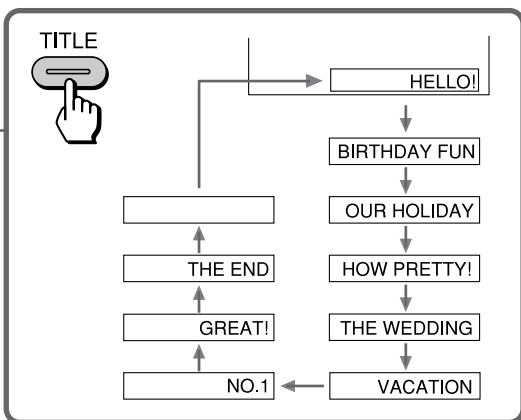 TITLE
HELLO!
BIRTHDAY FUN
OUR HOLIDAY
HOW PRETTY!
THE WEDDING
VACATION
NO.1
GREAT!
THE END